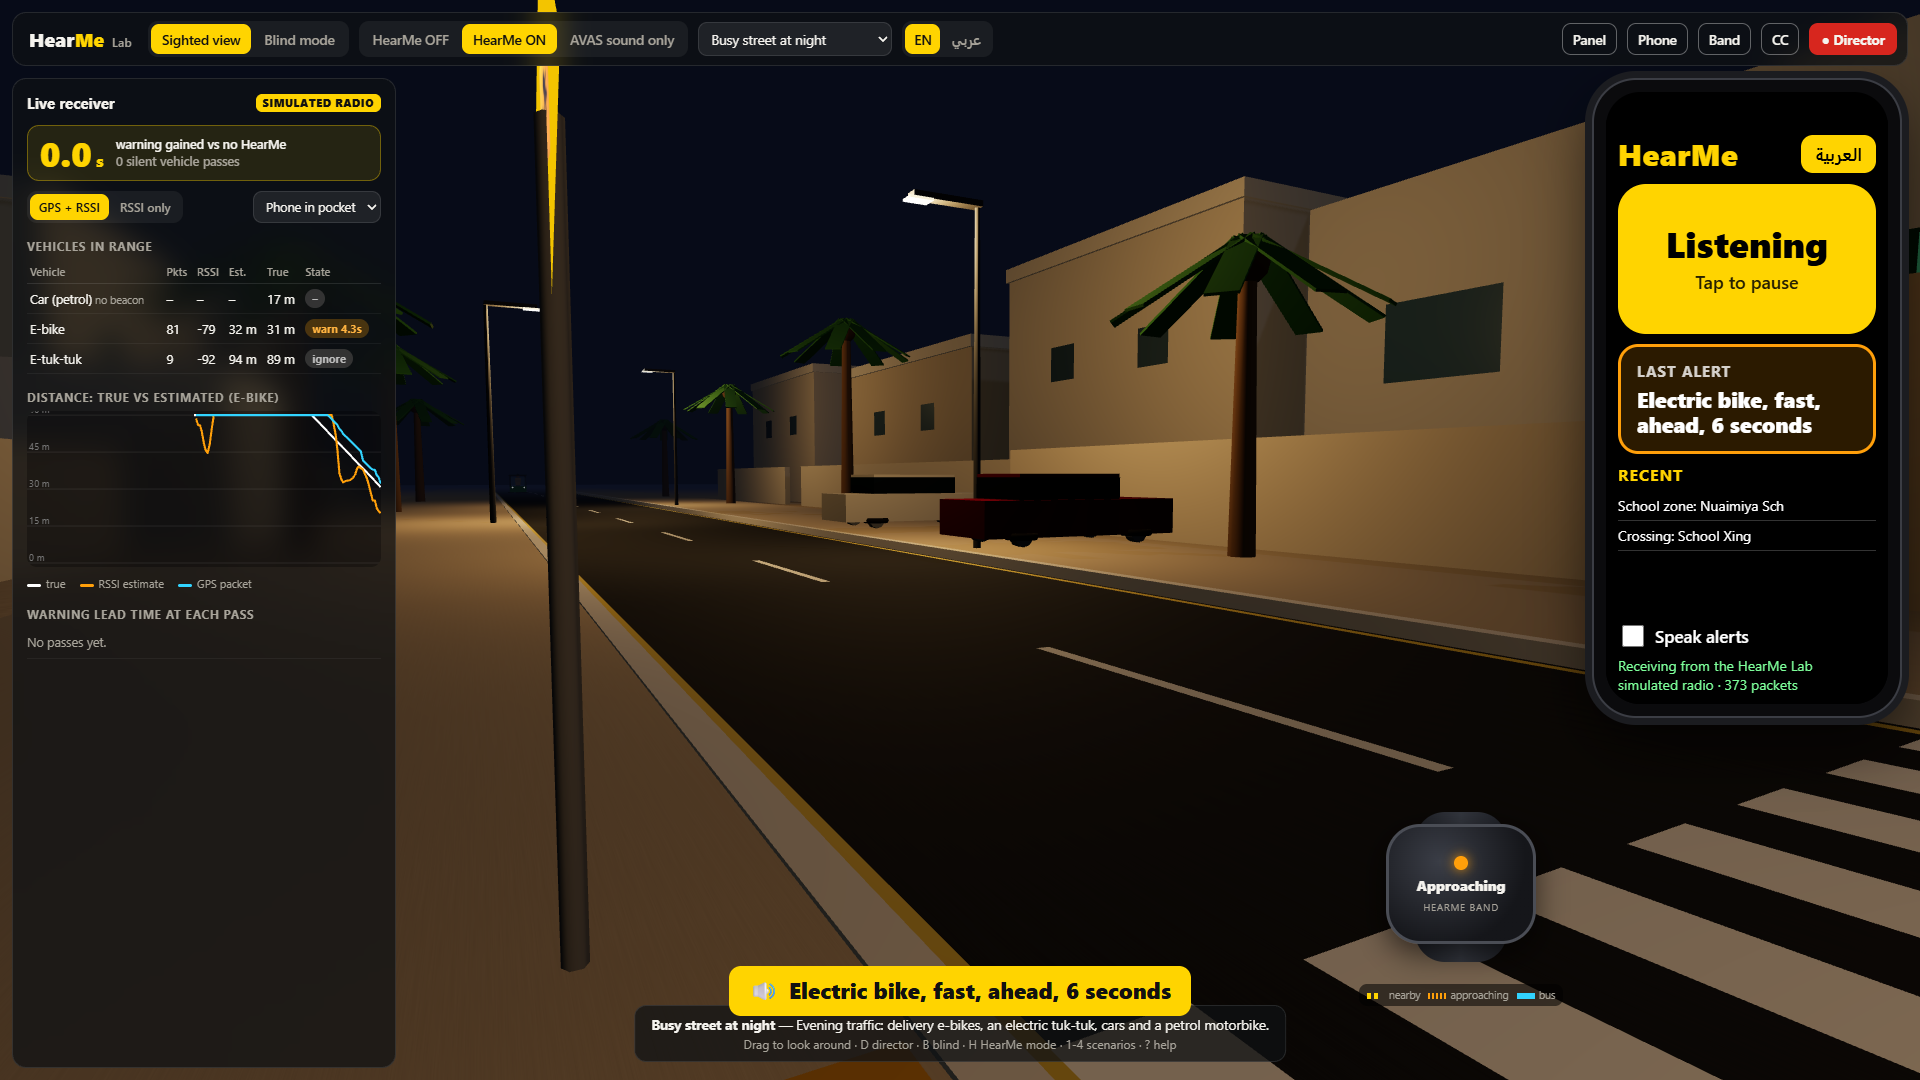 HearMe Lab
Sighted view Blind mode
HearMe OFF HearMe ON AVAS sound only
Busy street at night
EN عربي
Panel Phone Band CC ● Director
Live receiver SIMULATED RADIO
0.0 s
warning gained vs no HearMe
0 silent vehicle passes
GPS + RSSI RSSI only Phone in pocket
VEHICLES IN RANGE
Vehicle Pkts RSSI Est. True State
Car (petrol) no beacon – – – 17 m –
E-bike 81 -79 32 m 31 m warn 4.3s
E-tuk-tuk 9 -92 94 m 89 m ignore
DISTANCE: TRUE VS ESTIMATED (E-BIKE)
45 m
30 m
15 m
0 m
true RSSI estimate GPS packet
WARNING LEAD TIME AT EACH PASS
No passes yet.
HearMe العربية
Listening
Tap to pause
LAST ALERT
Electric bike, fast,
ahead, 6 seconds
RECENT
School zone: Nuaimiya Sch
Crossing: School Xing
Speak alerts
Receiving from the HearMe Lab
simulated radio · 373 packets
Approaching
HEARME BAND
nearby approaching bus
Electric bike, fast, ahead, 6 seconds
Busy street at night — Evening traffic: delivery e-bikes, an electric tuk-tuk, cars and a petrol motorbike.
Drag to look around · D director · B blind · H HearMe mode · 1-4 scenarios · ? help